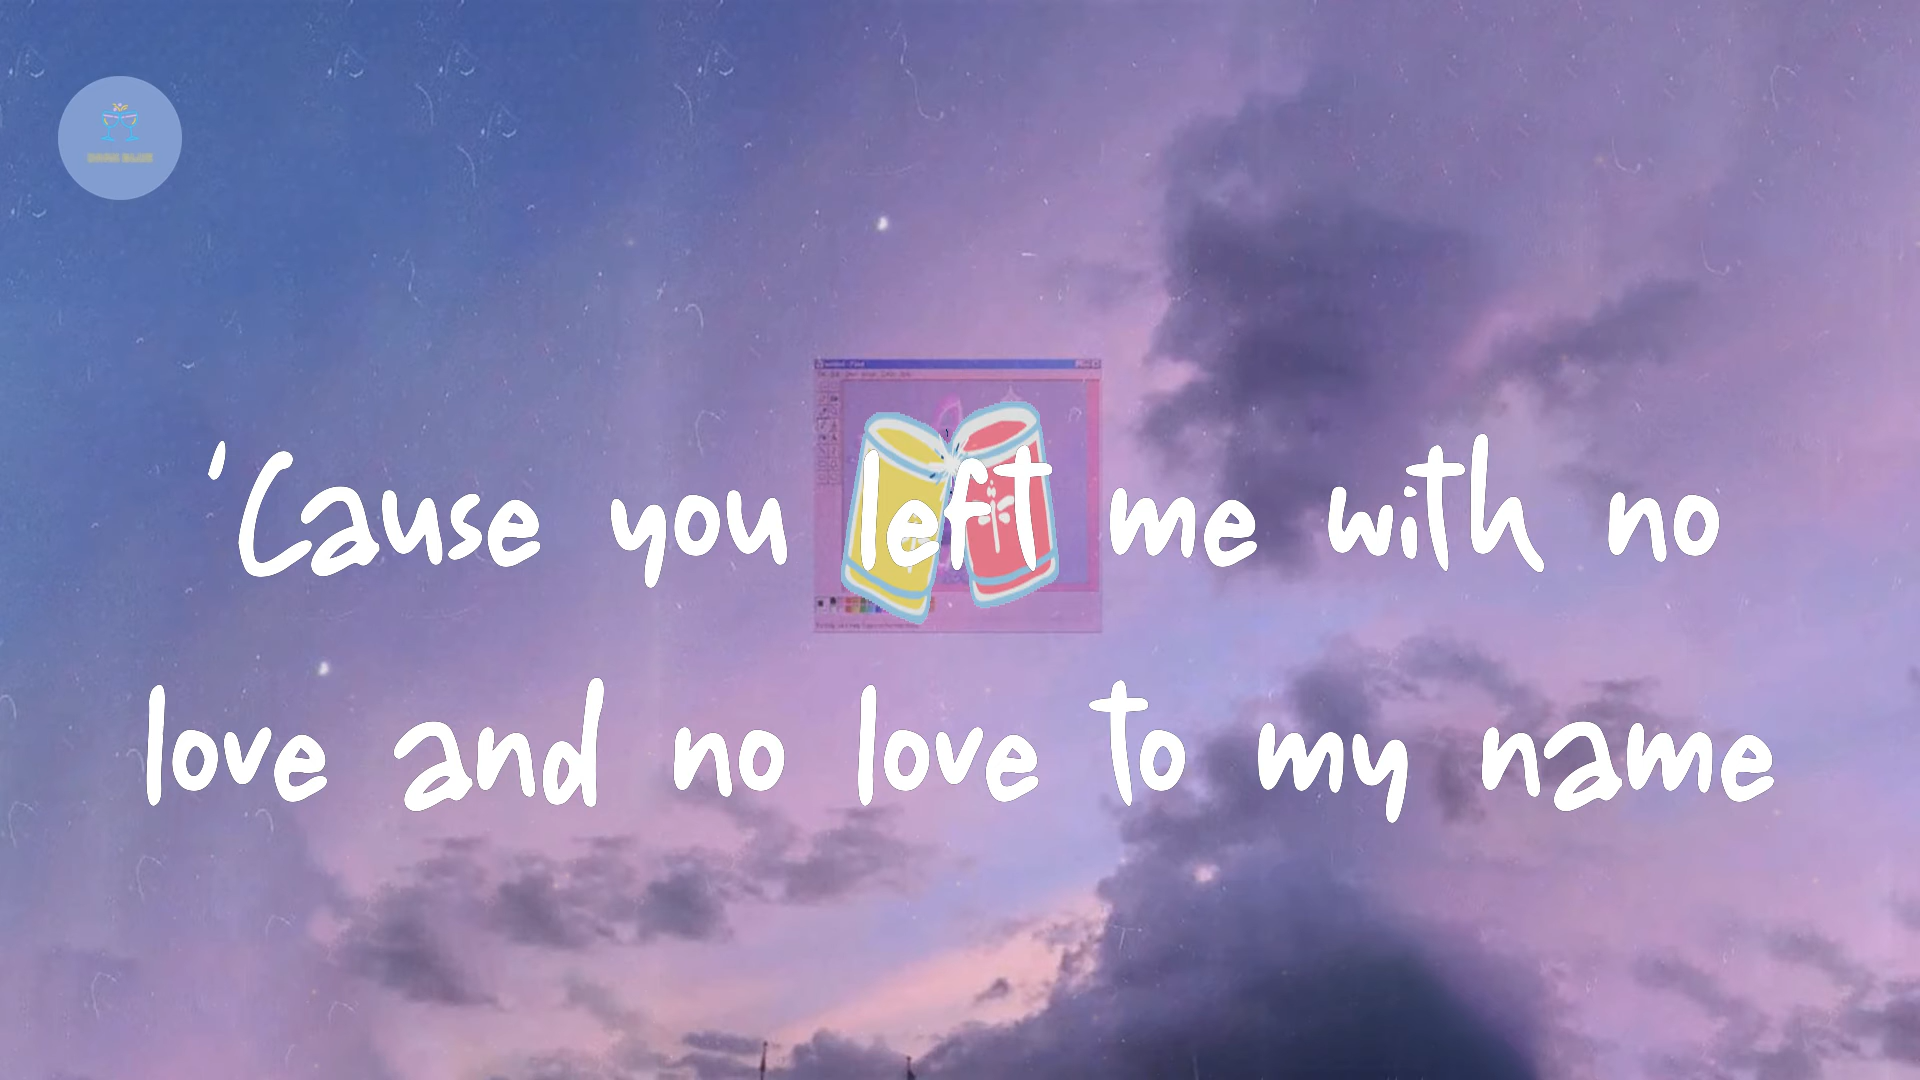 'Cause you left me with no
love and no love to my name